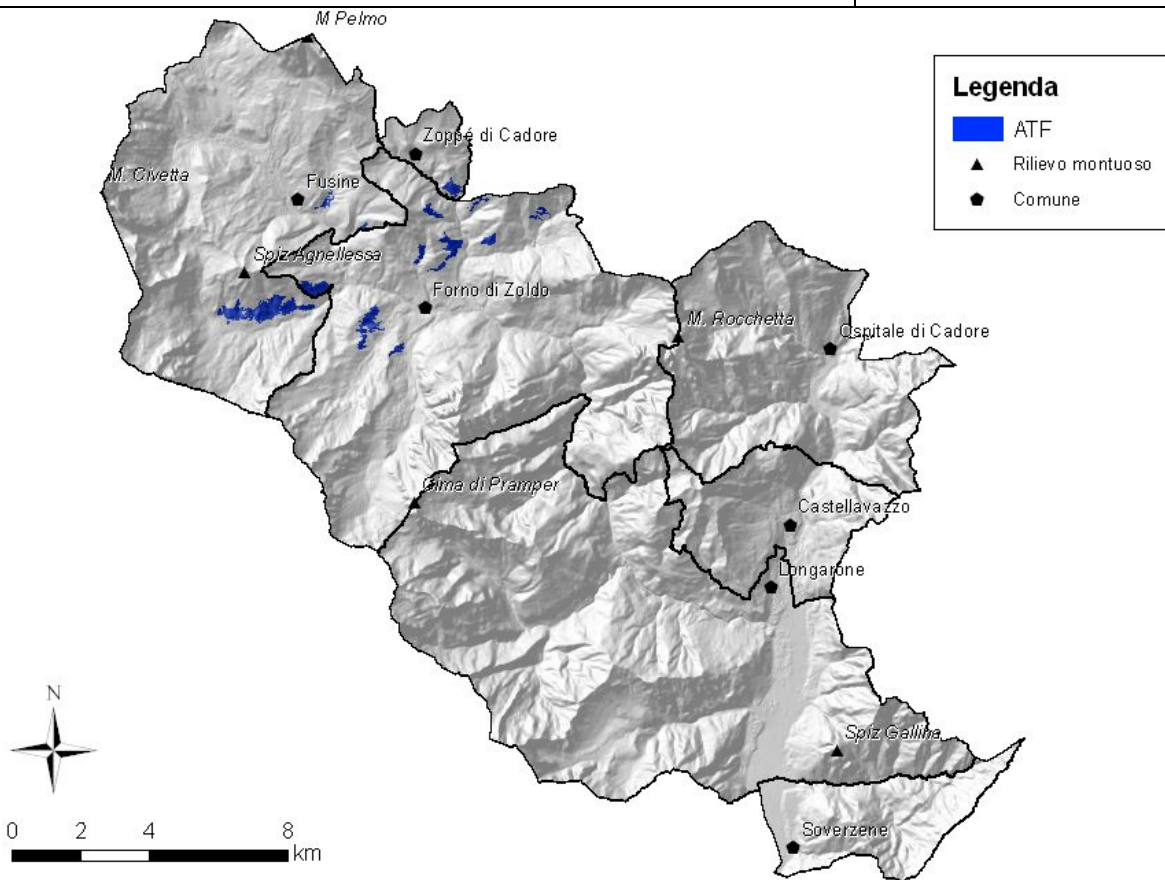 M Pelmo
Legenda
ATF
Rilievo montuoso
Comune
Zoppé di Cadore
M. Civetta
Fusine
Spiz Agnellessa
Forno di Zoldo
M. Rocchetta
Ospitale di Cadore
Cima di Pramper
Castellavazzo
Longarone
N
Spiz Gallina
0 2 4 8
km
Soverzene